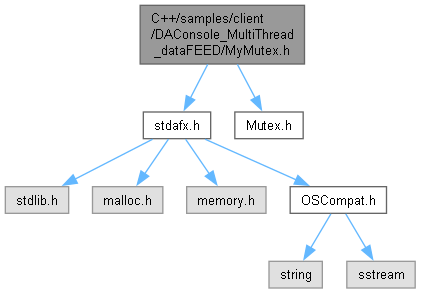 C++/samples/client
/DAConsole_MultiThread
_dataFEED/MyMutex.h
stdafx.h
Mutex.h
stdlib.h
malloc.h
memory.h
OSCompat.h
string
sstream